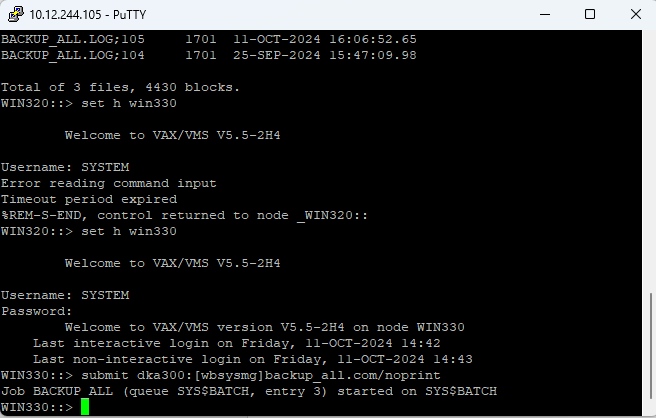 10.12.244.105 - PuTTY
BACKUP_ALL.LOG;105 1701 11-OCT-2024 16:06:52.65
BACKUP_ALL.LOG;104 1701 25-SEP-2024 15:47:09.98
Total of 3 files, 4430 blocks.
WIN320::> set h win330
Welcome to VAX/VMS V5.5-2H4
Username: SYSTEM
Error reading command input
Timeout period expired
%REM-S-END, control returned to node _WIN320::
WIN320::> set h win330
Welcome to VAX/VMS V5.5-2H4
Username: SYSTEM
Password:
Welcome to VAX/VMS version V5.5-2H4 on node WIN330
Last interactive login on Friday, 11-OCT-2024 14:42
Last non-interactive login on Friday, 11-OCT-2024 14:43
WIN330::> submit dka300:[wbsysmg]backup_all.com/noprint
Job BACKUP_ALL (queue SYS$BATCH, entry 3) started on SYS$BATCH
WIN330::>